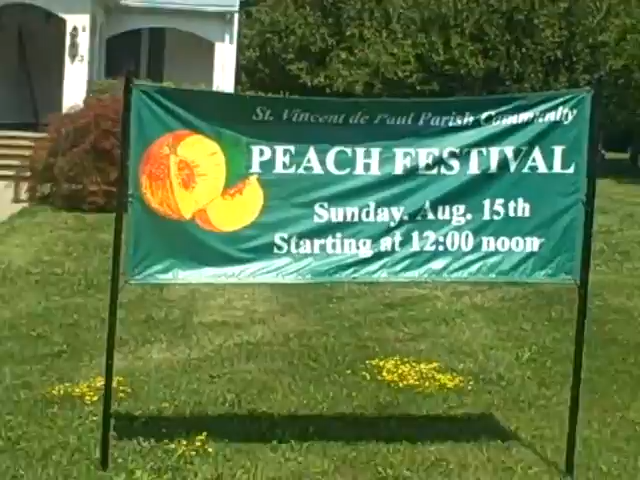 St. Vincent de Paul Parish Community
PEACH FESTIVAL
Sunday, Aug. 15th
Starting at 12:00 noon